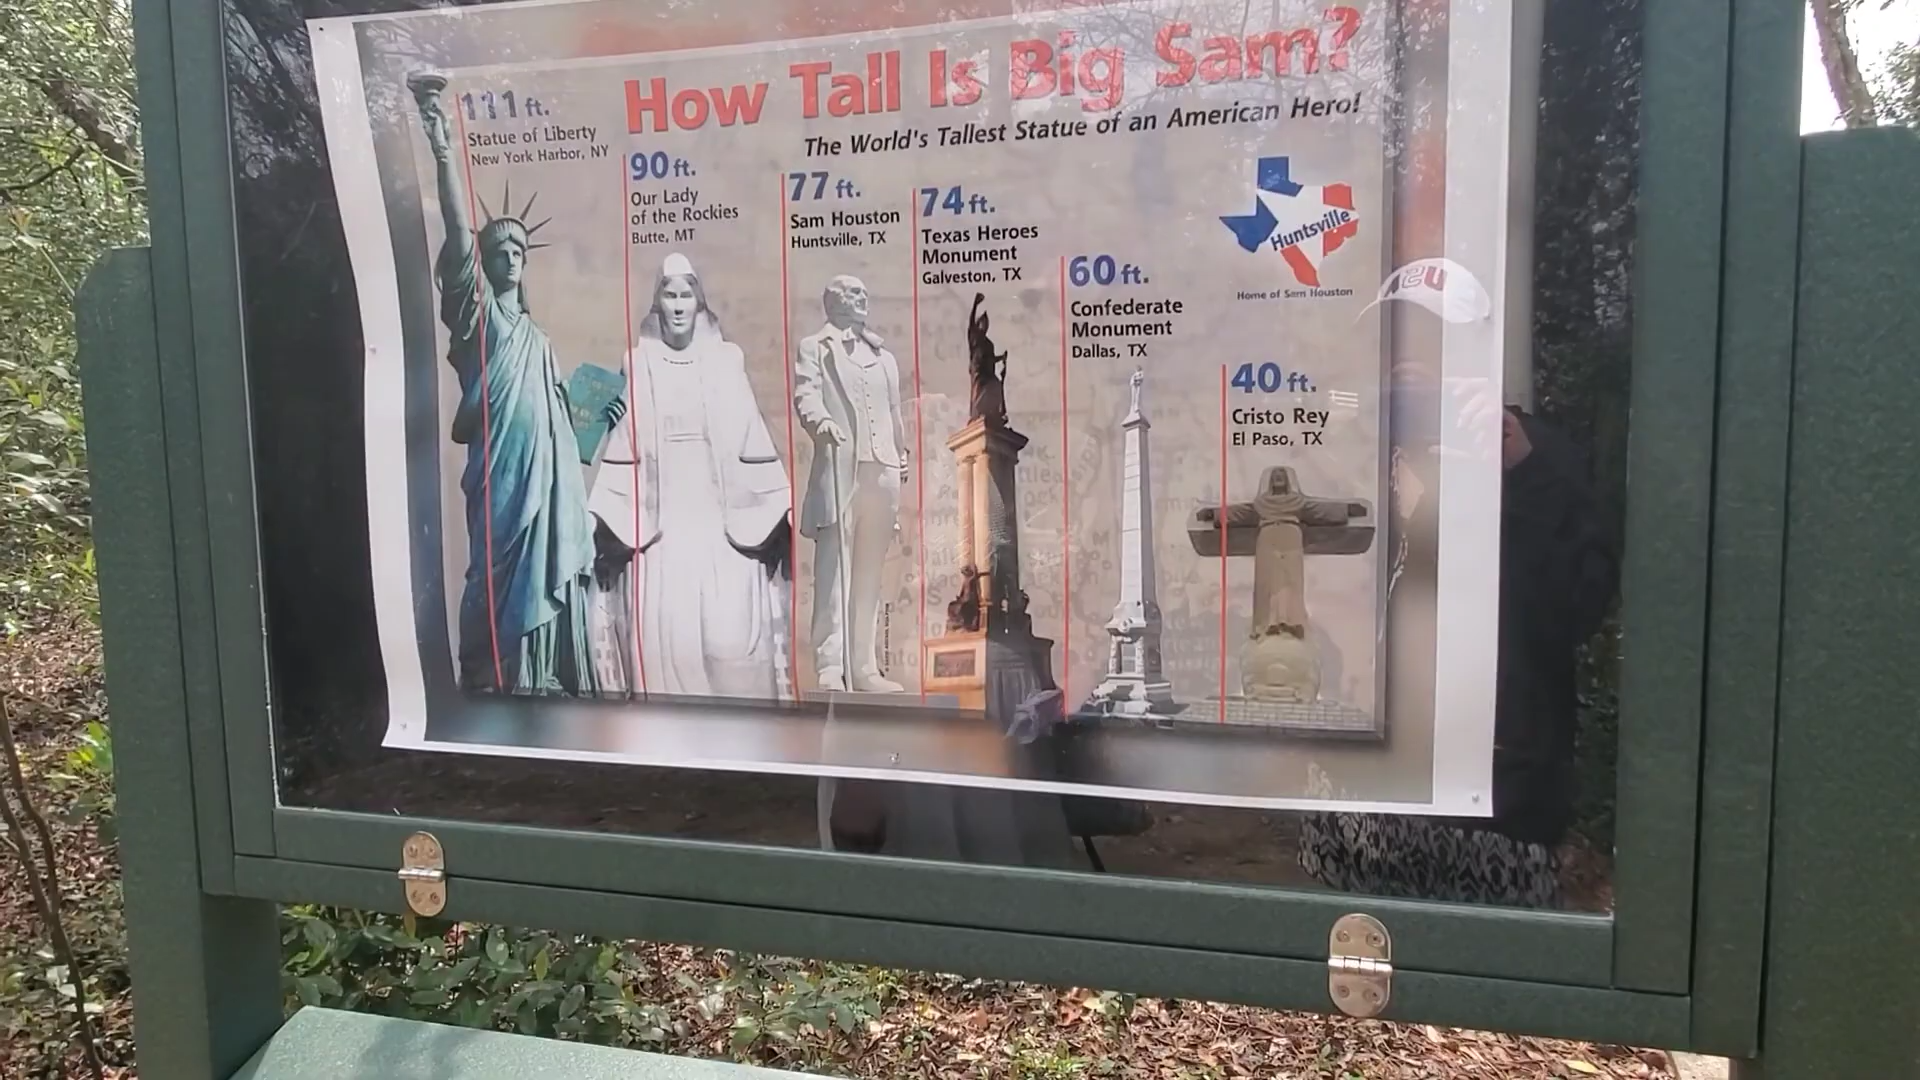 How Tall Is Big Sam?
The World's Tallest Statue of an American Hero!
111 ft.
Statue of Liberty
New York Harbor, NY
90 ft.
Our Lady
of the Rockies
Butte, MT
77 ft.
Sam Houston
Huntsville, TX
74 ft.
Texas Heroes
Monument
Galveston, TX
60 ft.
Confederate
Monument
Dallas, TX
40 ft.
Cristo Rey
El Paso, TX
Huntsville
Home of Sam Houston